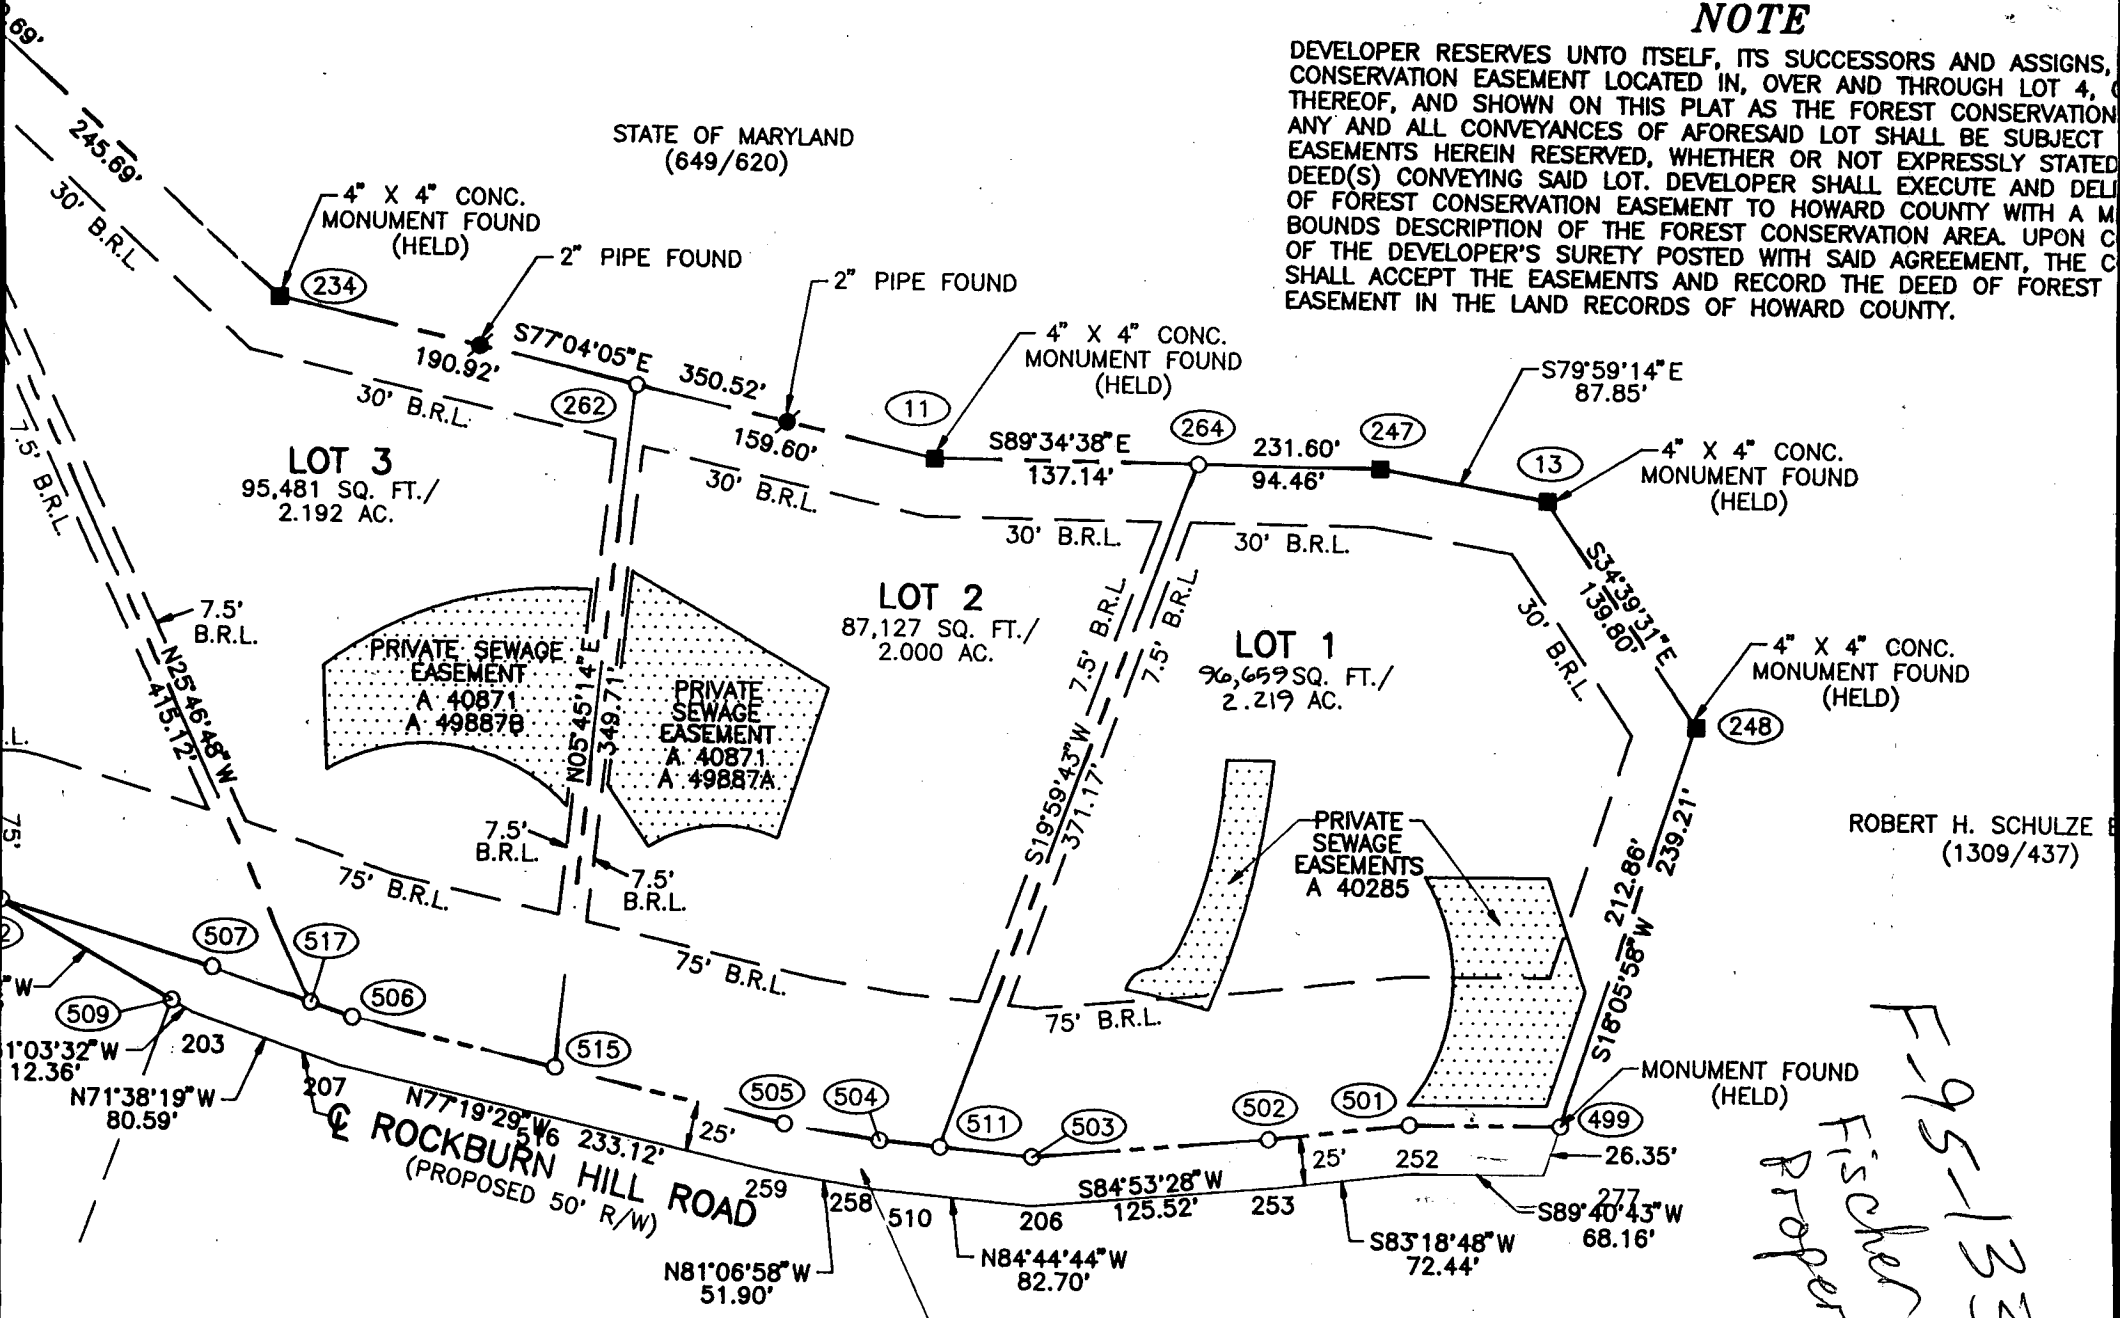 NOTE
DEVELOPER RESERVES UNTO ITSELF, ITS SUCCESSORS AND ASSIGNS,
CONSERVATION EASEMENT LOCATED IN, OVER AND THROUGH LOT 4,
THEREOF, AND SHOWN ON THIS PLAT AS THE FOREST CONSERVATION
ANY AND ALL CONVEYANCES OF AFORESAID LOT SHALL BE SUBJECT
EASEMENTS HEREIN RESERVED, WHETHER OR NOT EXPRESSLY STATED
DEED(S) CONVEYING SAID LOT. DEVELOPER SHALL EXECUTE AND
OF FOREST CONSERVATION EASEMENT TO HOWARD COUNTY WITH A
BOUNDS DESCRIPTION OF THE FOREST CONSERVATION AREA. UPON
OF THE DEVELOPER'S SURETY POSTED WITH SAID AGREEMENT, THE
SHALL ACCEPT THE EASEMENTS AND RECORD THE DEED OF FOREST
EASEMENT IN THE LAND RECORDS OF HOWARD COUNTY.
.69'
245.69'
30' B.R.L.
STATE OF MARYLAND
(649/620)
4" X 4" CONC.
MONUMENT FOUND
(HELD)
234
2" PIPE FOUND
2" PIPE FOUND
S77°04'05"E
190.92'
350.52'
159.60'
262
11
4" X 4" CONC.
MONUMENT FOUND
(HELD)
S89°34'38"E
137.14'
264
231.60'
94.46'
247
S79°59'14"E
87.85'
13
4" X 4" CONC.
MONUMENT FOUND
(HELD)
30' B.R.L.
30' B.R.L.
30' B.R.L.
30' B.R.L.
30' B.R.L.
S34°39'31"E
139.80'
4" X 4" CONC.
MONUMENT FOUND
(HELD)
248
LOT 3
95,481 SQ. FT./
2.192 AC.
LOT 2
87,127 SQ. FT./
2.000 AC.
LOT 1
96,659 SQ. FT./
2.219 AC.
7.5' B.R.L.
7.5'
B.R.L.
N25°46'48"W
415.12'
PRIVATE SEWAGE
EASEMENT
A 40871
A 49887B
N05°45'14"E
349.71'
PRIVATE
SEWAGE
EASEMENT
A 40871
A 49887A
7.5' B.R.L.
7.5' B.R.L.
S19°59'43"W
371.17'
PRIVATE
SEWAGE
EASEMENTS
A 40285
212.86'
239.21'
S18°05'58"W
ROBERT H. SCHULZE
(1309/437)
.L.
75'
7.5'
B.R.L.
7.5'
B.R.L.
75' B.R.L.
75' B.R.L.
75' B.R.L.
2
"W
507
517
506
509
515
505
504
511
503
502
501
499
MONUMENT FOUND
(HELD)
26.35'
1°03'32"W
12.36'
203
N71°38'19"W
80.59'
207
N77°19'29"W
516
233.12'
25'
℄ ROCKBURN HILL ROAD
(PROPOSED 50' R/W)
259
258
510
206
N81°06'58"W
51.90'
N84°44'44"W
82.70'
S84°53'28"W
125.52'
253
25'
252
S83°18'48"W
72.44'
277
S89°40'43"W
68.16'
F-95-133
Fischer
Proper